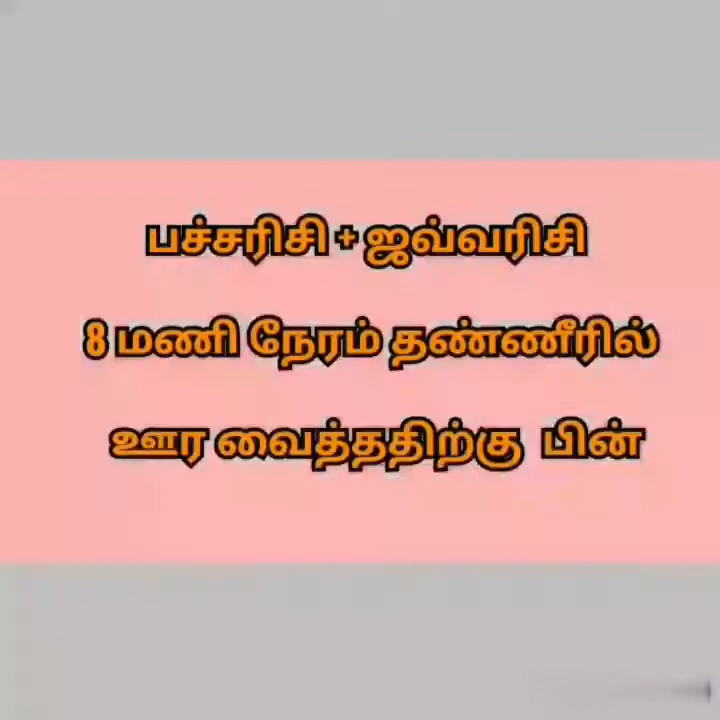 பச்சரிசி + ஜவ்வரிசி
8 மணி நேரம் தண்ணீரில்
ஊர வைத்ததிற்கு பின்